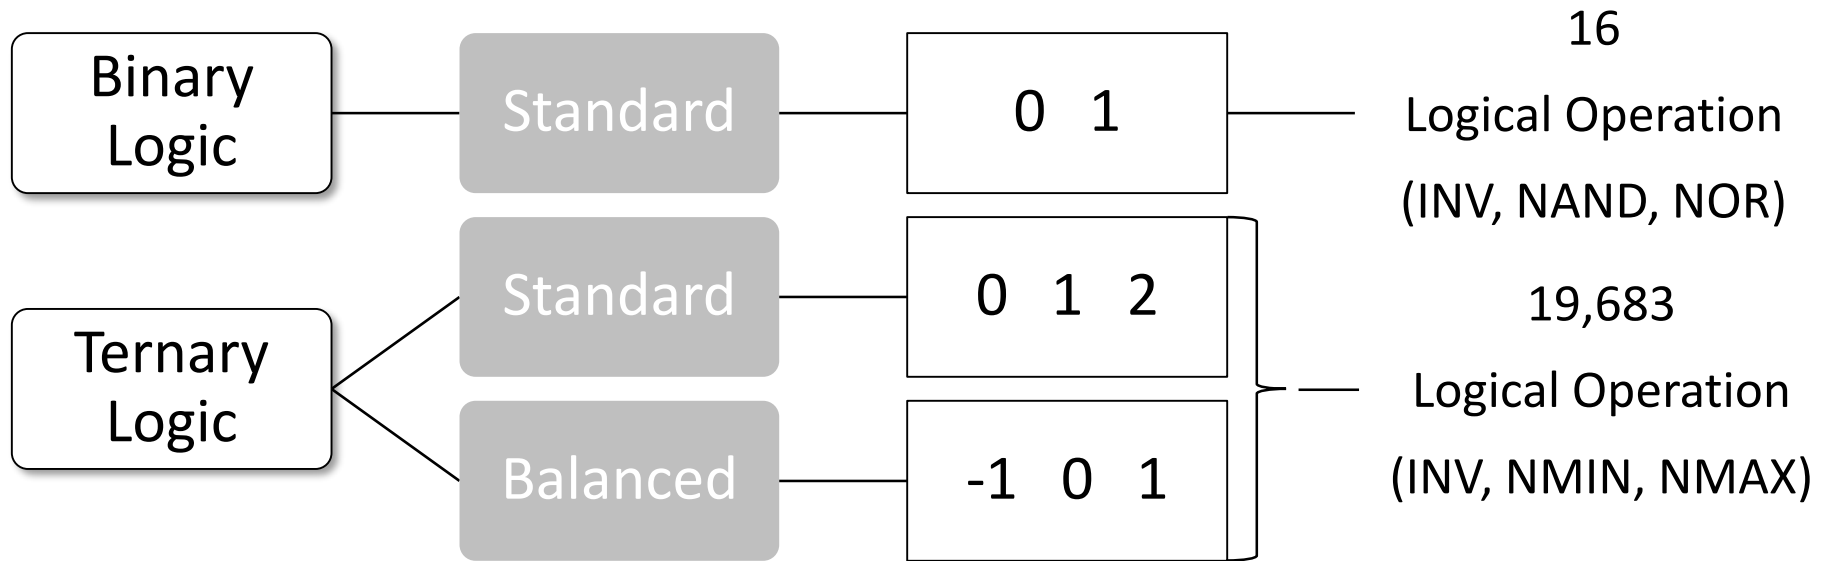 Binary
Logic
Standard
0 1
16
Logical Operation
(INV, NAND, NOR)
Ternary
Logic
Standard
0 1 2
Balanced
-1 0 1
19,683
Logical Operation
(INV, NMIN, NMAX)